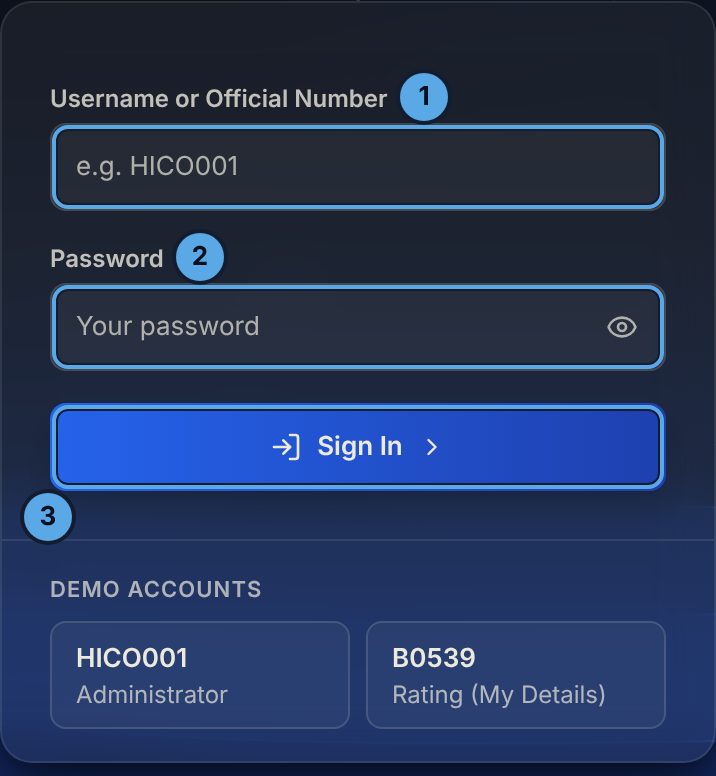 Username or Official Number 1
e.g. HICO001
Password 2
Your password
Sign In
3
DEMO ACCOUNTS
HICO001
Administrator
B0539
Rating (My Details)